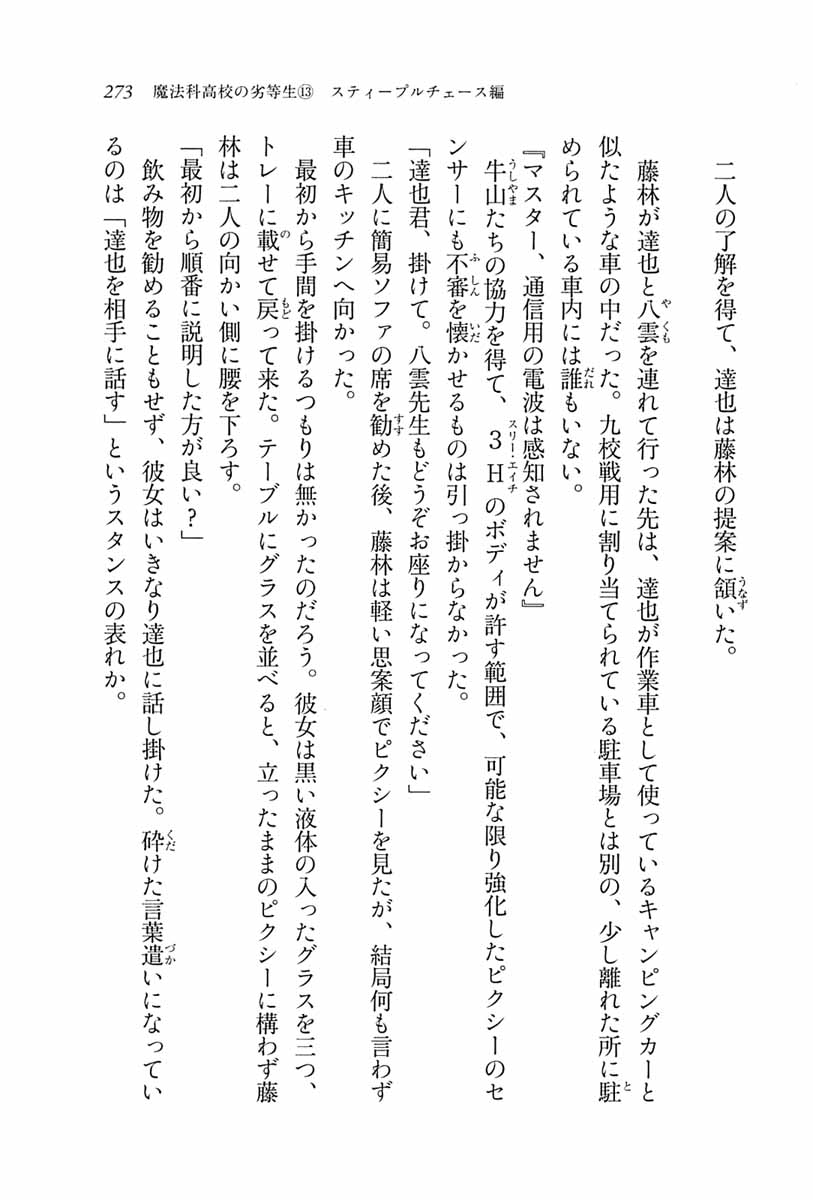 273 魔法科高校の劣等生⑬ スティープルチェース編
二人の了解を得て、達也は藤林の提案に頷いた。
藤林が達也と八雲を連れて行った先は、達也が作業車として使っているキャンピングカーと
似たような車の中だった。九校戦用に割り当てられている駐車場とは別の、少し離れた所に駐
められている車内には誰もいない。
『マスター、通信用の電波は感知されません』
牛山たちの協力を得て、3Hのボディが許す範囲で、可能な限り強化したピクシーのセ
ンサーにも不審を懐かせるものは引っ掛からなかった。
「達也君、掛けて。八雲先生もどうぞお座りになってください」
二人に簡易ソファの席を勧めた後、藤林は軽い思案顔でピクシーを見たが、結局何も言わず
車のキッチンへ向かった。
最初から手間を掛けるつもりは無かったのだろう。彼女は黒い液体の入ったグラスを三つ、
トレーに載せて戻って来た。テーブルにグラスを並べると、立ったままのピクシーに構わず藤
林は二人の向かい側に腰を下ろす。
「最初から順番に説明した方が良い？」
飲み物を勧めることもせず、彼女はいきなり達也に話し掛けた。砕けた言葉遣いになってい
るのは「達也を相手に話す」というスタンスの表れか。